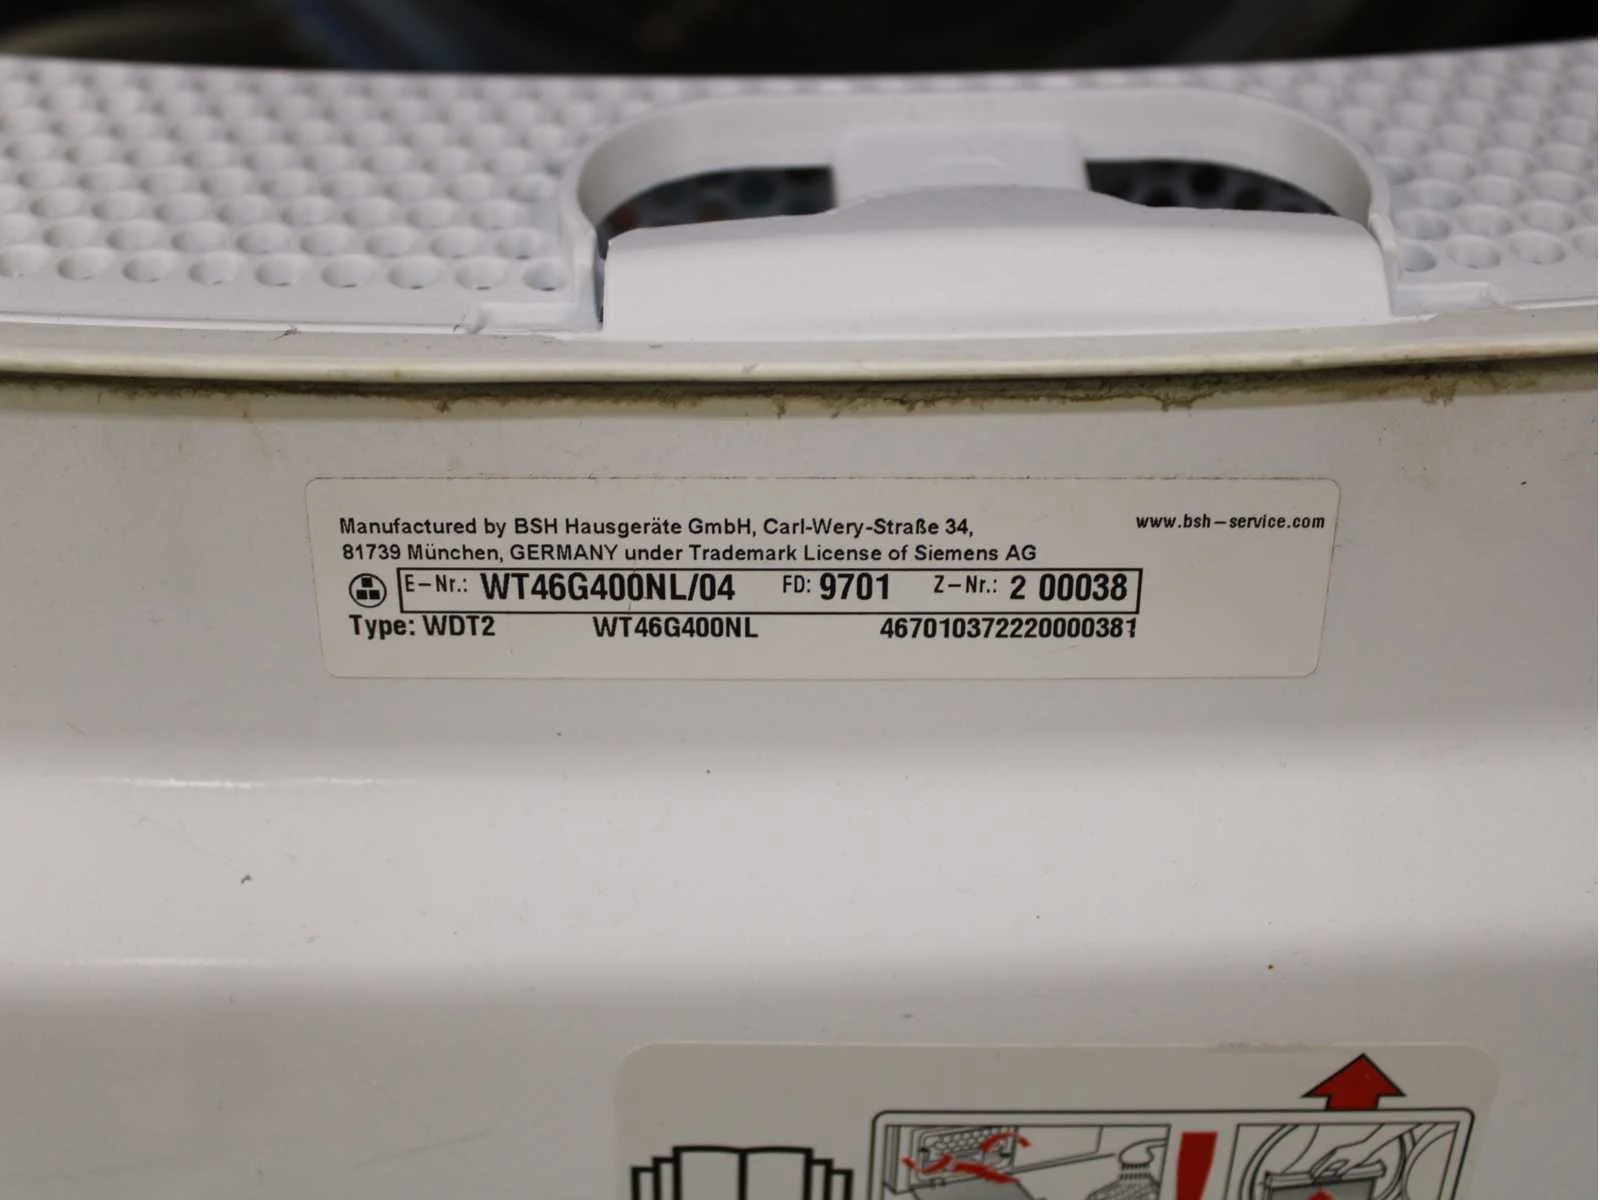 Manufactured by BSH Hausgeräte GmbH, Carl-Wery-Straße 34, www.bsh-service.com
81739 München, GERMANY under Trademark License of Siemens AG
E-Nr.: WT46G400NL/04 FD: 9701 Z-Nr.: 2 00038
Type: WDT2 WT46G400NL 467010372220000381